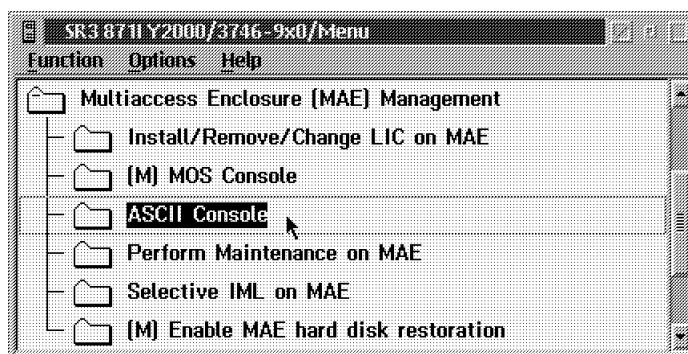 SR3 871I Y2000/3746-9x0/Menu
Function Options Help
Multiaccess Enclosure (MAE) Management
Install/Remove/Change LIC on MAE
(M) MOS Console
ASCII Console
Perform Maintenance on MAE
Selective IML on MAE
(M) Enable MAE hard disk restoration